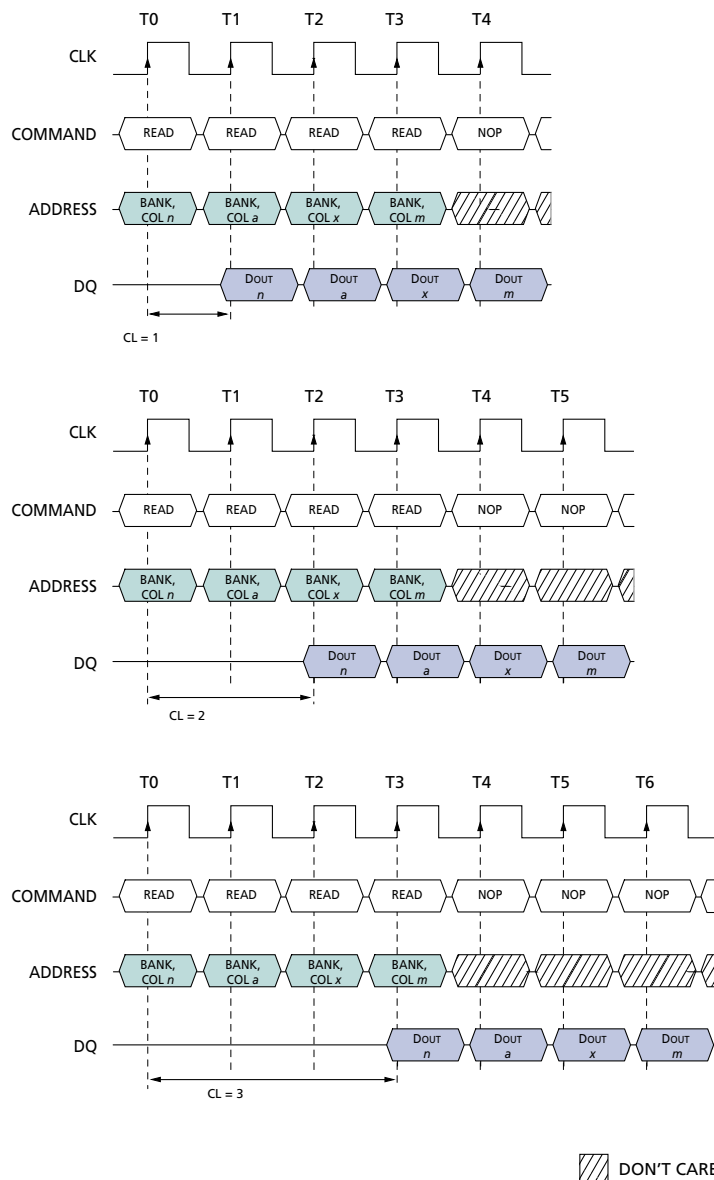 T0 T1 T2 T3 T4
CLK
COMMAND READ READ READ READ NOP
ADDRESS BANK, BANK, BANK, BANK,
COL n COL a COL x COL m
DQ DOUT DOUT DOUT DOUT
n a x m
CL = 1
T0 T1 T2 T3 T4 T5
CLK
COMMAND READ READ READ READ NOP NOP
ADDRESS BANK, BANK, BANK, BANK,
COL n COL a COL x COL m
DQ DOUT DOUT DOUT DOUT
n a x m
CL = 2
T0 T1 T2 T3 T4 T5 T6
CLK
COMMAND READ READ READ READ NOP NOP NOP
ADDRESS BANK, BANK, BANK, BANK,
COL n COL a COL x COL m
DQ DOUT DOUT DOUT DOUT
n a x m
CL = 3
DON'T CARE